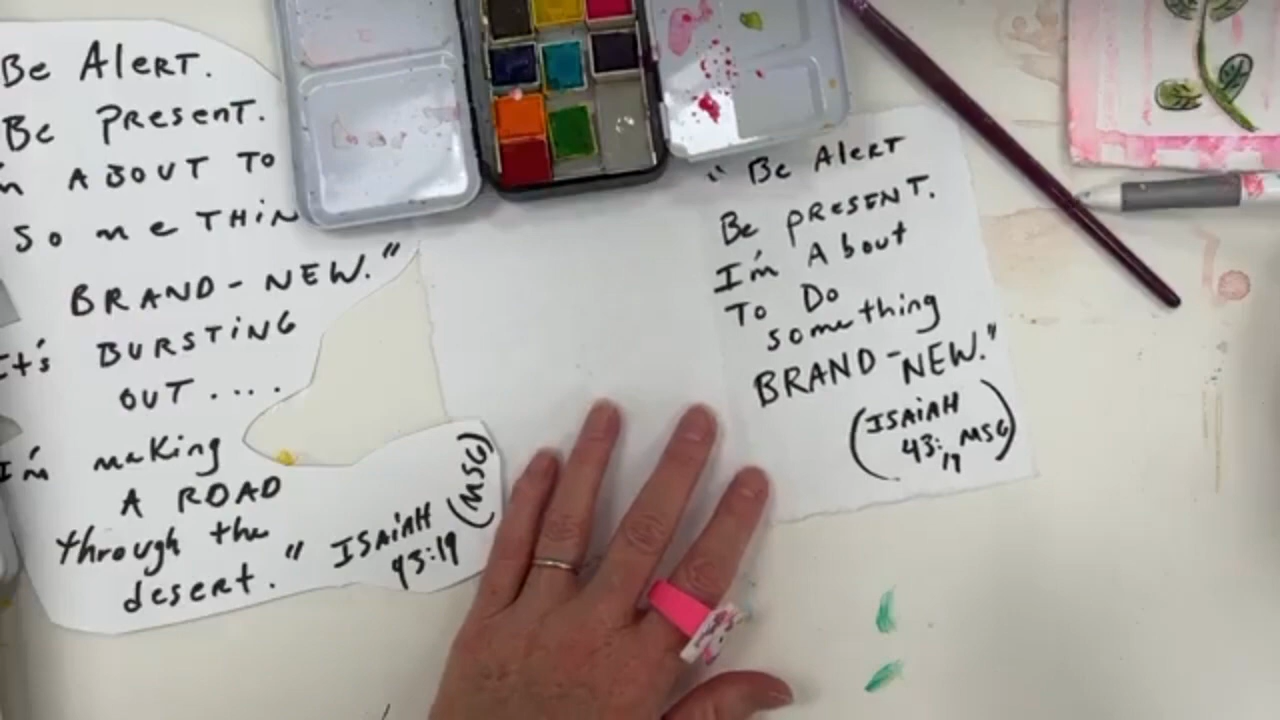 Be Alert.
Be Present.
m ABOUT TO
SomeTHIN
BRAND-NEW."
It's BURSTING
OUT....
I'm making
A ROAD
through the
desert." ISAiAH
43:19
(MSG)
"Be Alert
Be PRESENT.
I'm About
To Do
something
BRAND-NEW."
(ISAiAH
43: MSG)
19